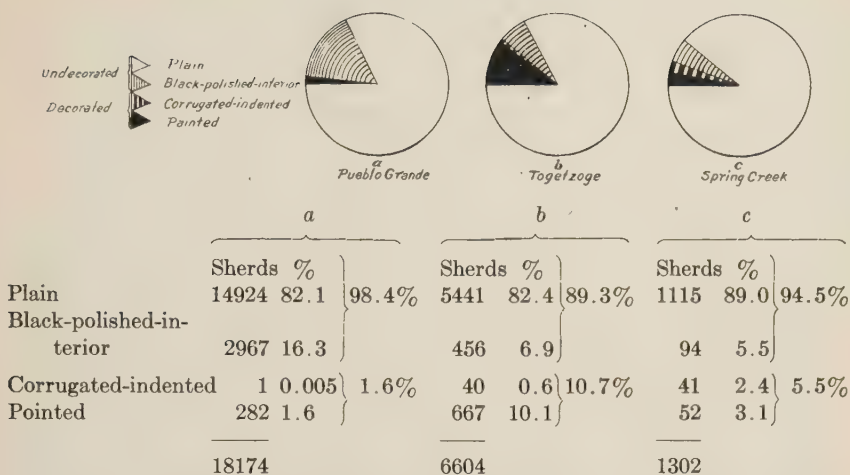 Undecorated
Decorated
Plain
Black-polished-interior
Corrugated-indented
Painted
a
Pueblo Grande
b
Togetzoge
c
Spring Creek
a b c
Sherds % Sherds % Sherds %
Plain 14924 82.1 98.4% 5441 82.4 89.3% 1115 89.0 94.5%
Black-polished-in-
terior 2967 16.3 456 6.9 94 5.5
Corrugated-indented 1 0.005 1.6% 40 0.6 10.7% 41 2.4 5.5%
Pointed 282 1.6 667 10.1 52 3.1
18174 6604 1302